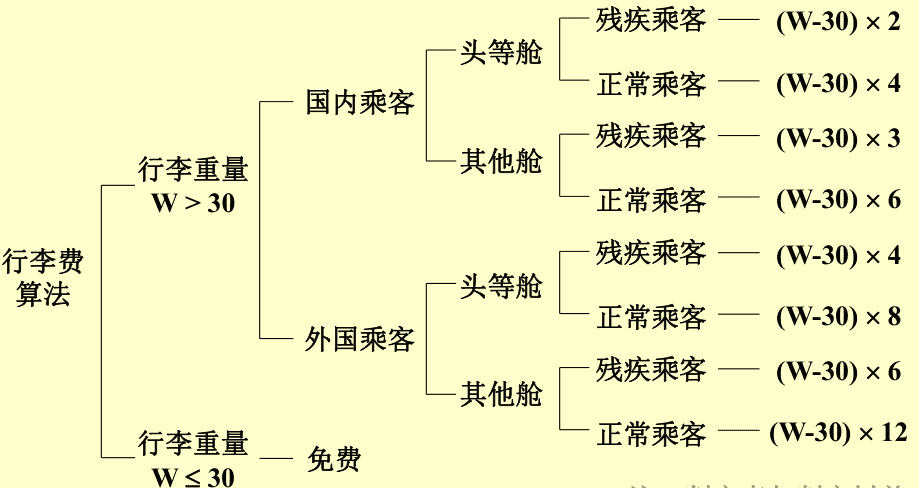 残疾乘客 (W-30) × 2
头等舱
正常乘客 (W-30) × 4
国内乘客
残疾乘客 (W-30) × 3
其他舱
行李重量
W > 30
正常乘客 (W-30) × 6
残疾乘客 (W-30) × 4
行李费
算法
头等舱
正常乘客 (W-30) × 8
外国乘客
残疾乘客 (W-30) × 6
其他舱
正常乘客 (W-30) × 12
行李重量
W ≤ 30
免费